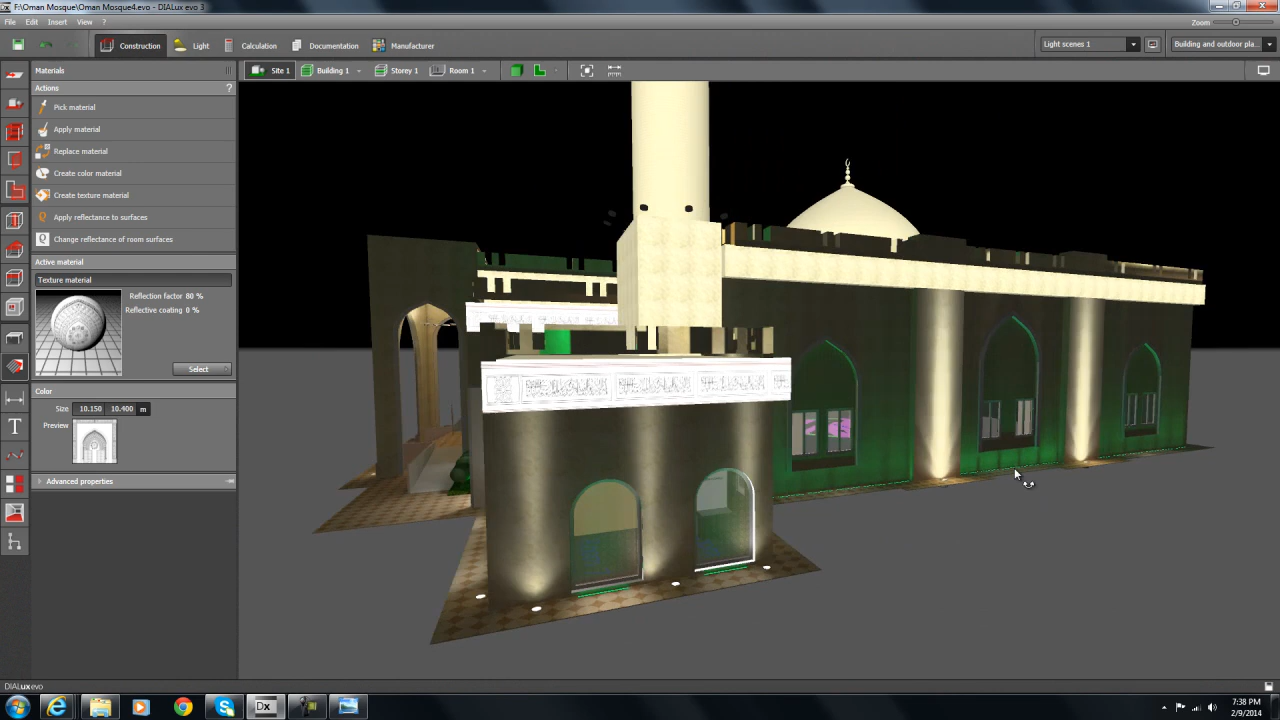 F:\Oman Mosque\Oman Mosque4.evo - DIALux evo 3
File Edit Insert View ?
Zoom
Construction Light Calculation Documentation Manufacturer
Light scenes 1
Building and outdoor pla...
Materials
Site 1 Building 1 Storey 1 Room 1
Actions ?
Pick material
Apply material
Replace material
Create color material
Create texture material
Apply reflectance to surfaces
Change reflectance of room surfaces
Active material
Texture material
Reflection factor 80 %
Reflective coating 0 %
Select
Color
Size 10.150 10.400 m
Preview
Advanced properties
DIALux evo
Dx
7:38 PM
2/9/2014